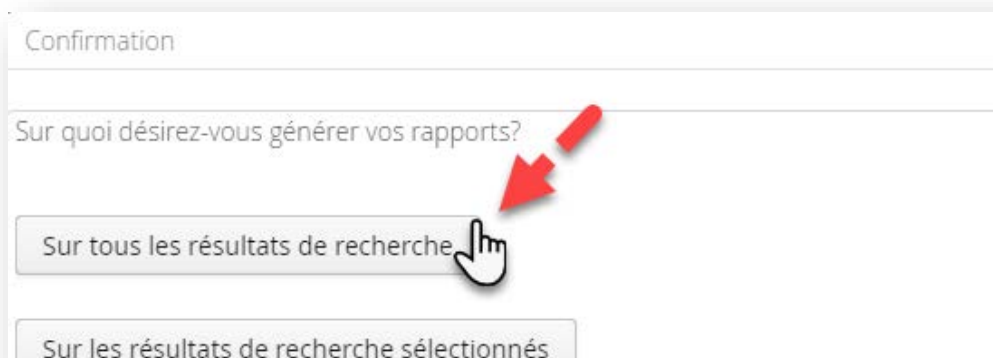 Confirmation
Sur quoi désirez-vous générer vos rapports?
Sur tous les résultats de recherche
Sur les résultats de recherche sélectionnés